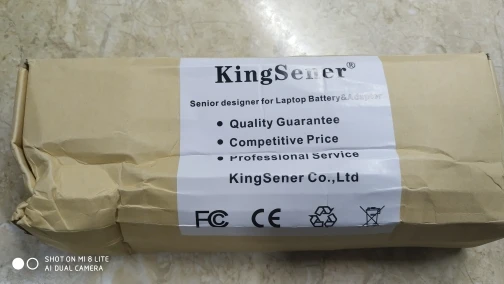 KingSener®
Senior designer for Laptop Battery&Adapter
● Quality Guarantee
● Competitive Price
● Professional Service
KingSener Co.,Ltd
FC CE
SHOT ON MI 8 LITE
AI DUAL CAMERA